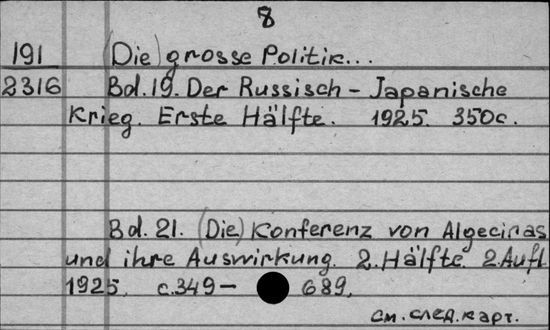 8
191 (Die) grosse Politik...
2316 Bd. 19. Der Russisch - Japanische
Krieg. Erste Hälfte. 1925. 350c.
Bd. 21. (Die) Konferenz von Algeciras
und ihre Auswirkung. 2. Hälfte. 2 Aufl
1925. c. 349 - 689.
см. след. карт.